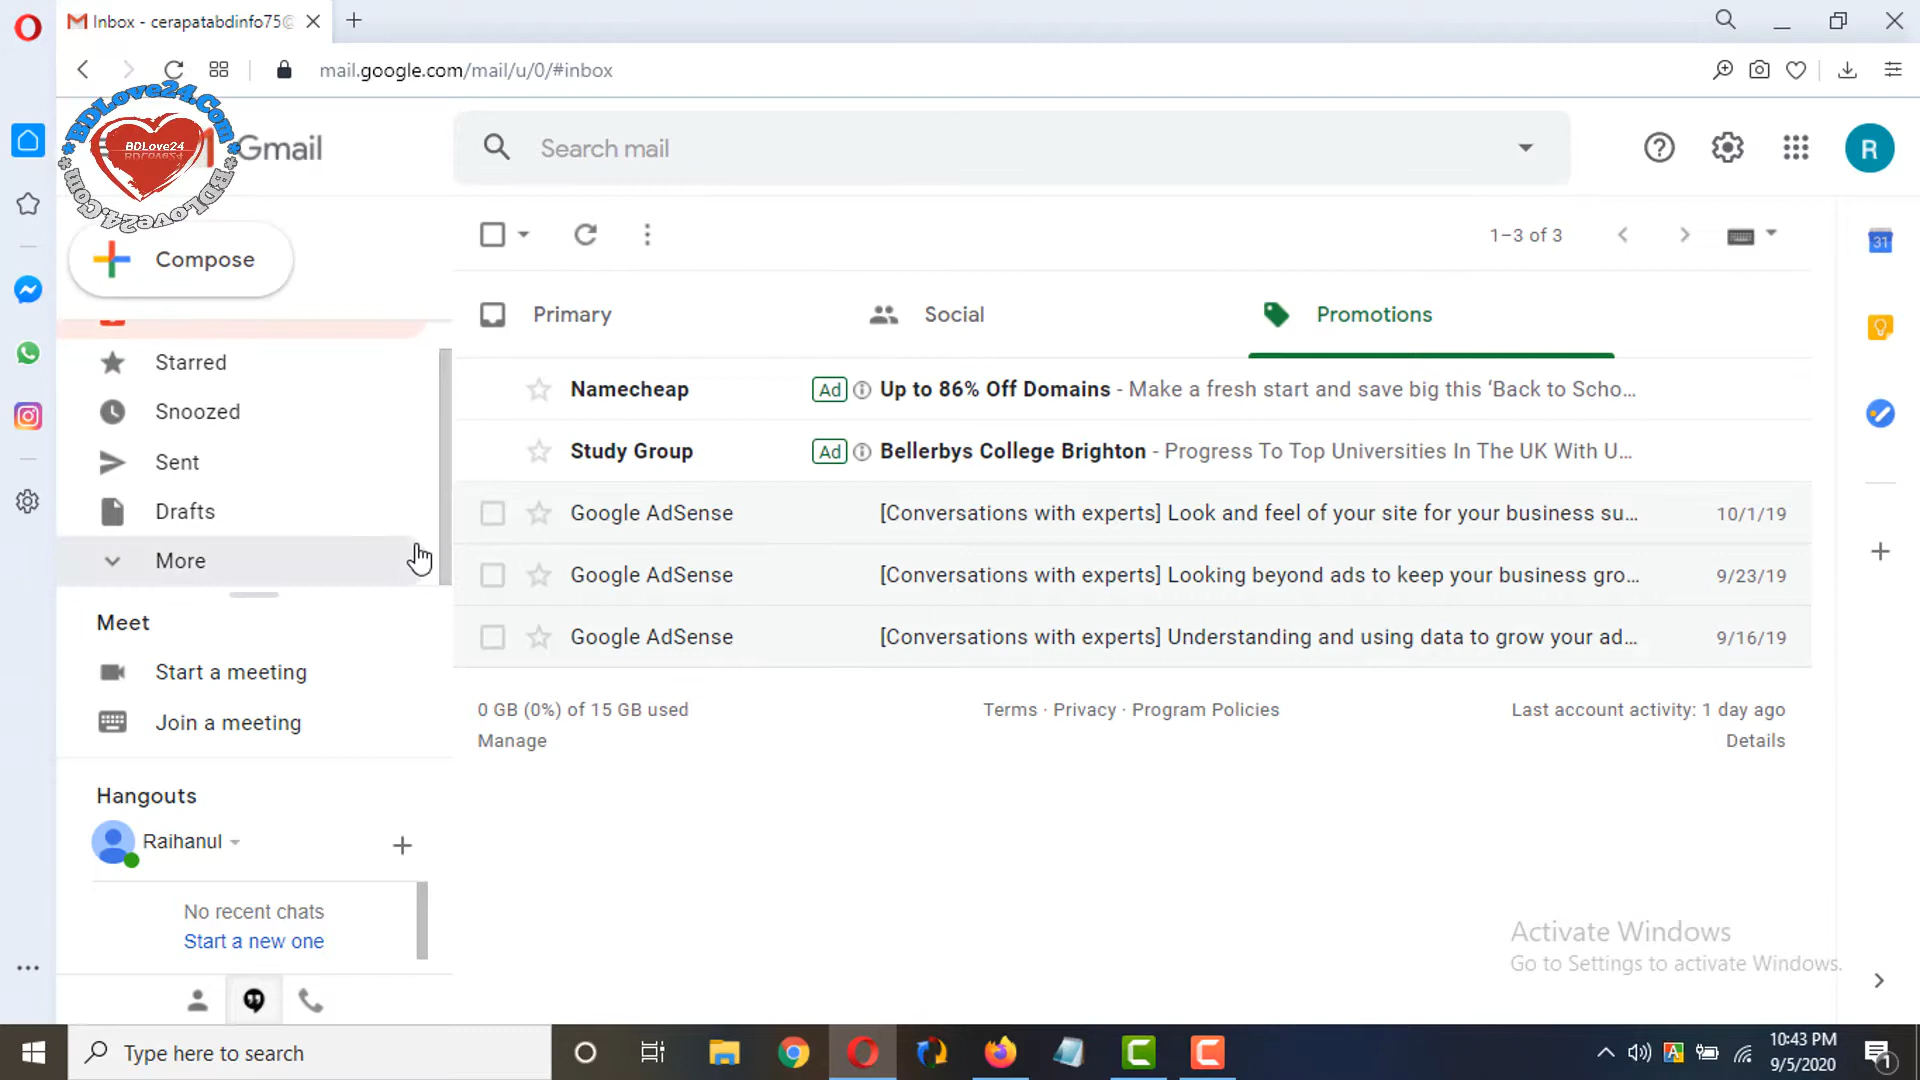 Inbox - cerapatabdinfo75@
mail.google.com/mail/u/0/#inbox
BDLove24.Com
BDLove24
BDLove24.Com
Gmail
Search mail
R
Compose
1–3 of 3
31
Primary
Social
Promotions
Starred
Snoozed
Sent
Drafts
More
Namecheap Ad Up to 86% Off Domains - Make a fresh start and save big this ‘Back to Scho...
Study Group Ad Bellerbys College Brighton - Progress To Top Universities In The UK With U...
Google AdSense [Conversations with experts] Look and feel of your site for your business su... 10/1/19
Google AdSense [Conversations with experts] Looking beyond ads to keep your business gro... 9/23/19
Google AdSense [Conversations with experts] Understanding and using data to grow your ad... 9/16/19
Meet
Start a meeting
Join a meeting
0 GB (0%) of 15 GB used
Manage
Terms · Privacy · Program Policies
Last account activity: 1 day ago
Details
Hangouts
Raihanul
No recent chats
Start a new one
Activate Windows
Go to Settings to activate Windows.
Type here to search
10:43 PM
9/5/2020
1